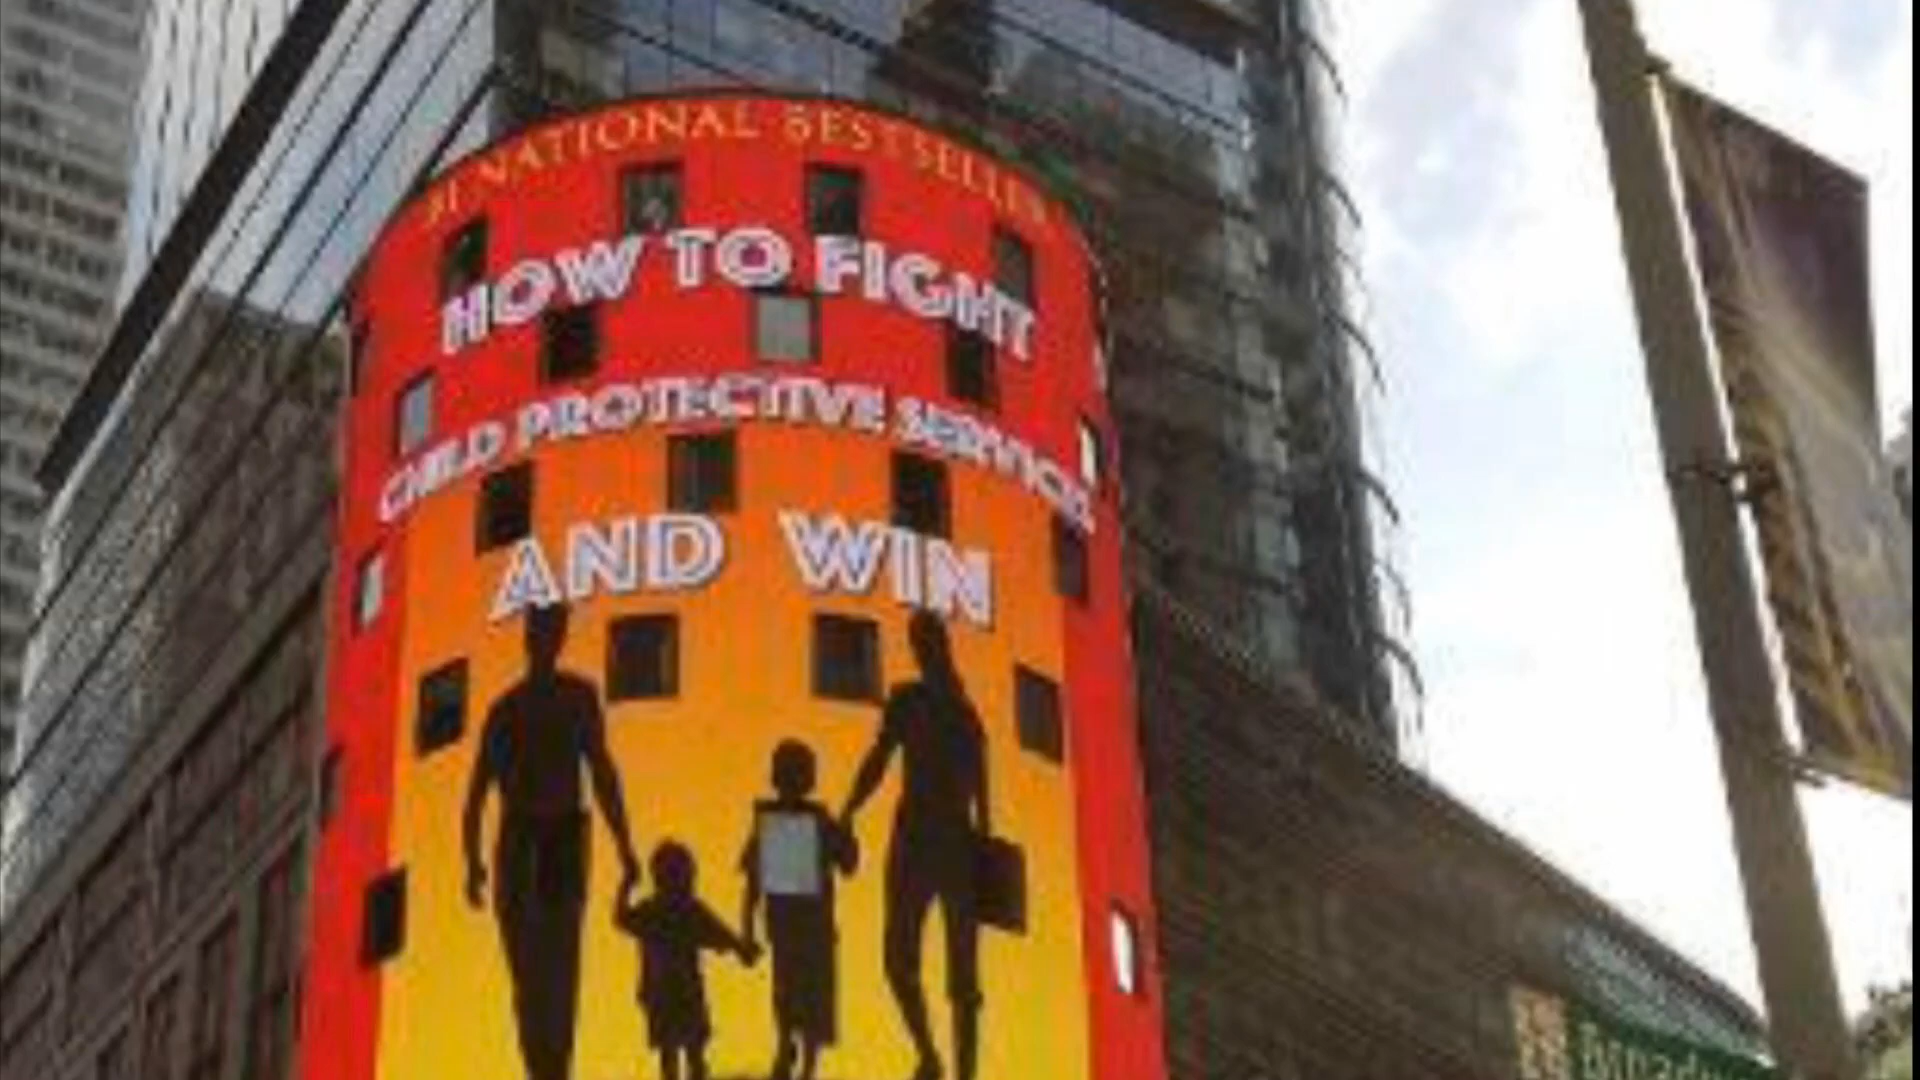 #1 NATIONAL BESTSELLER
HOW TO FIGHT
CHILD PROTECTIVE SERVICES
AND WIN